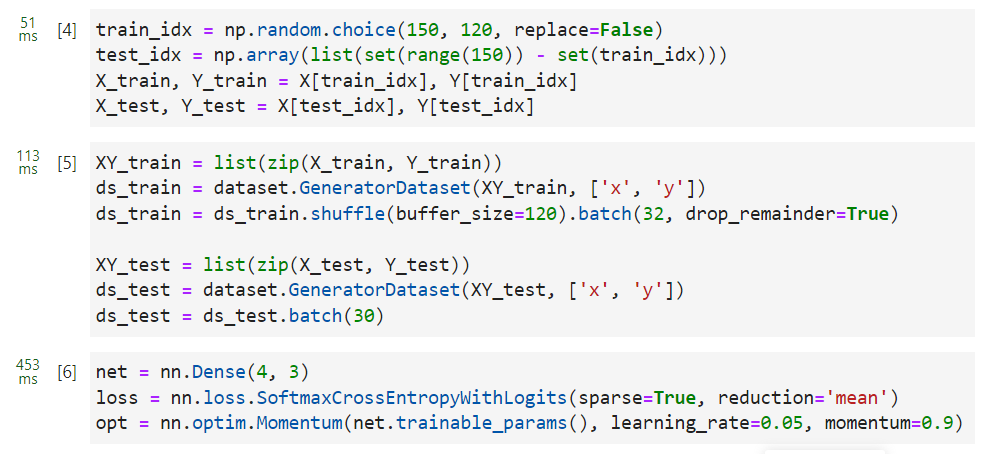 51
ms
[4]
train_idx = np.random.choice(150, 120, replace=False)
test_idx = np.array(list(set(range(150)) - set(train_idx)))
X_train, Y_train = X[train_idx], Y[train_idx]
X_test, Y_test = X[test_idx], Y[test_idx]
113
ms
[5]
XY_train = list(zip(X_train, Y_train))
ds_train = dataset.GeneratorDataset(XY_train, ['x', 'y'])
ds_train = ds_train.shuffle(buffer_size=120).batch(32, drop_remainder=True)
XY_test = list(zip(X_test, Y_test))
ds_test = dataset.GeneratorDataset(XY_test, ['x', 'y'])
ds_test = ds_test.batch(30)
453
ms
[6]
net = nn.Dense(4, 3)
loss = nn.loss.SoftmaxCrossEntropyWithLogits(sparse=True, reduction='mean')
opt = nn.optim.Momentum(net.trainable_params(), learning_rate=0.05, momentum=0.9)